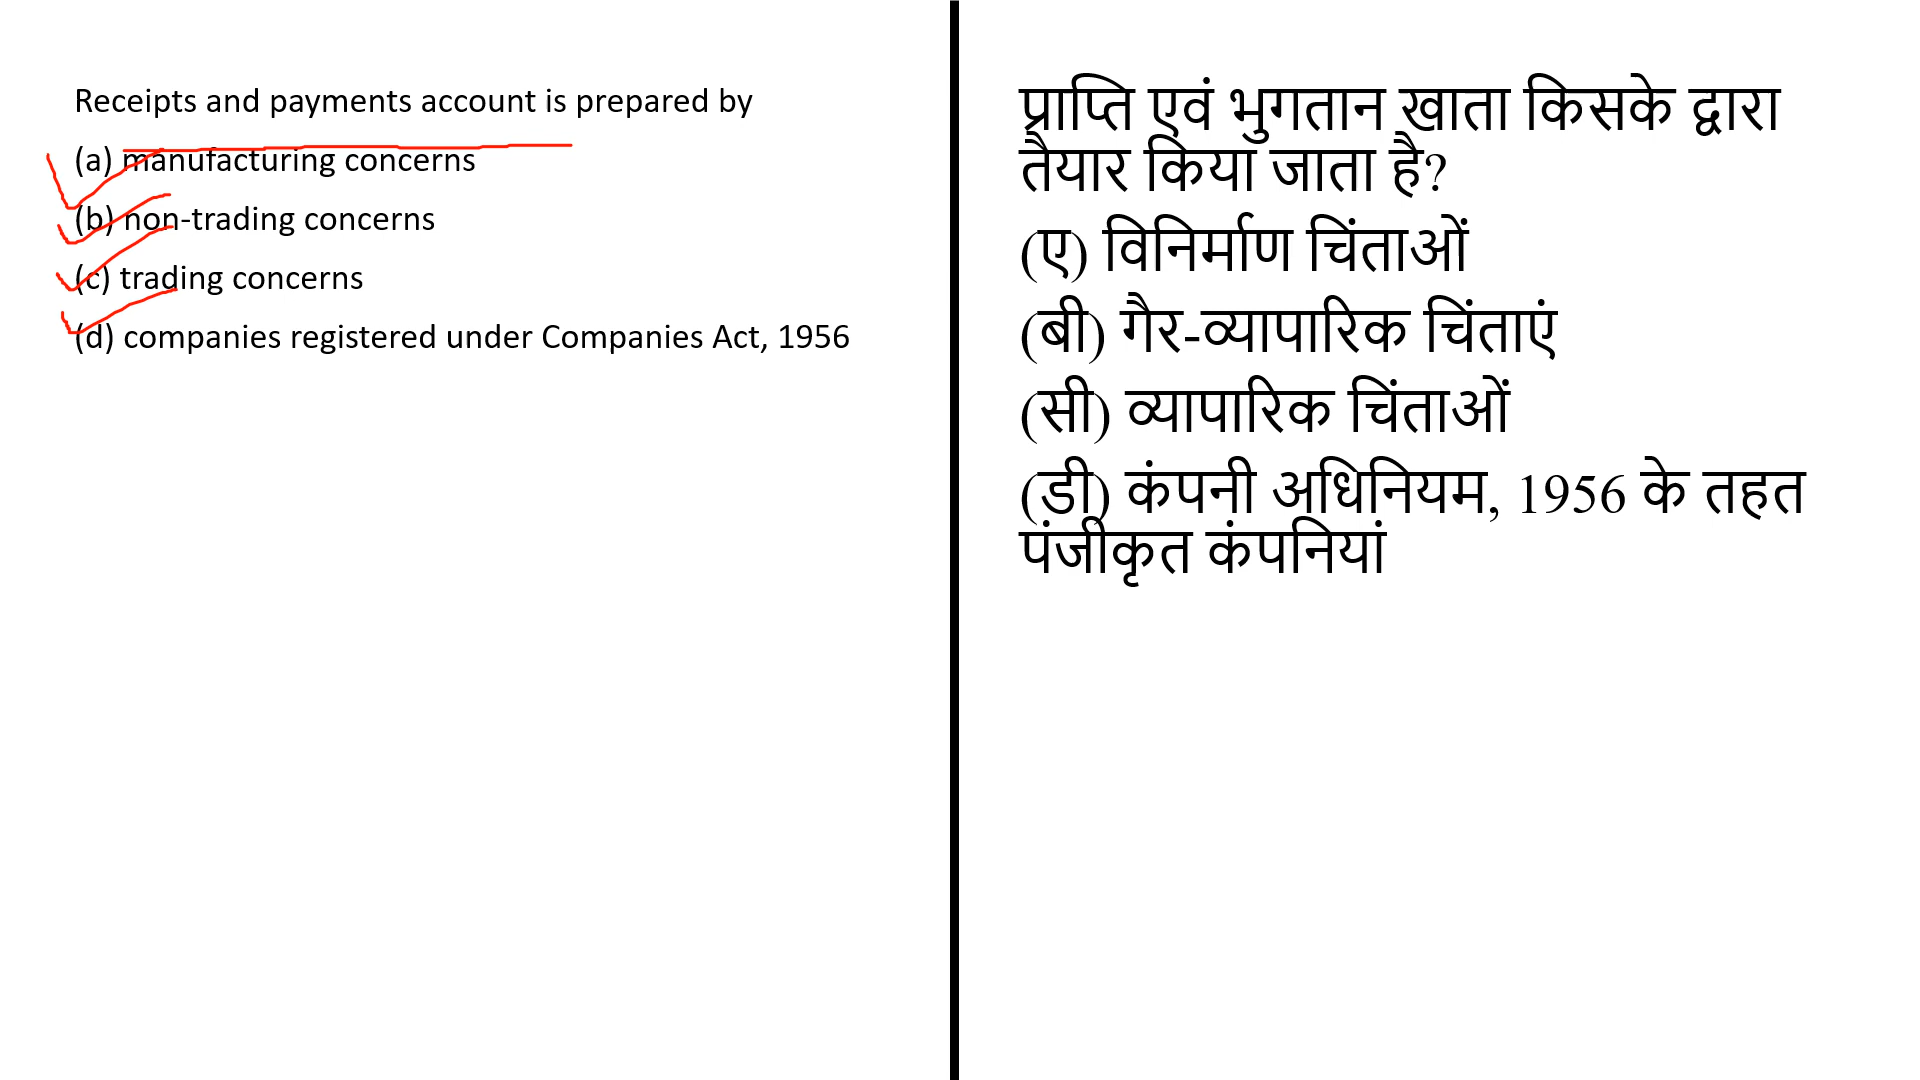 Receipts and payments account is prepared by
(a) manufacturing concerns
(b) non-trading concerns
(c) trading concerns
(d) companies registered under Companies Act, 1956
प्राप्ति एवं भुगतान खाता किसके द्वारा
तैयार किया जाता है?
(ए) विनिर्माण चिंताओं
(बी) गैर-व्यापारिक चिंताएं
(सी) व्यापारिक चिंताओं
(डी) कंपनी अधिनियम, 1956 के तहत
पंजीकृत कंपनियां